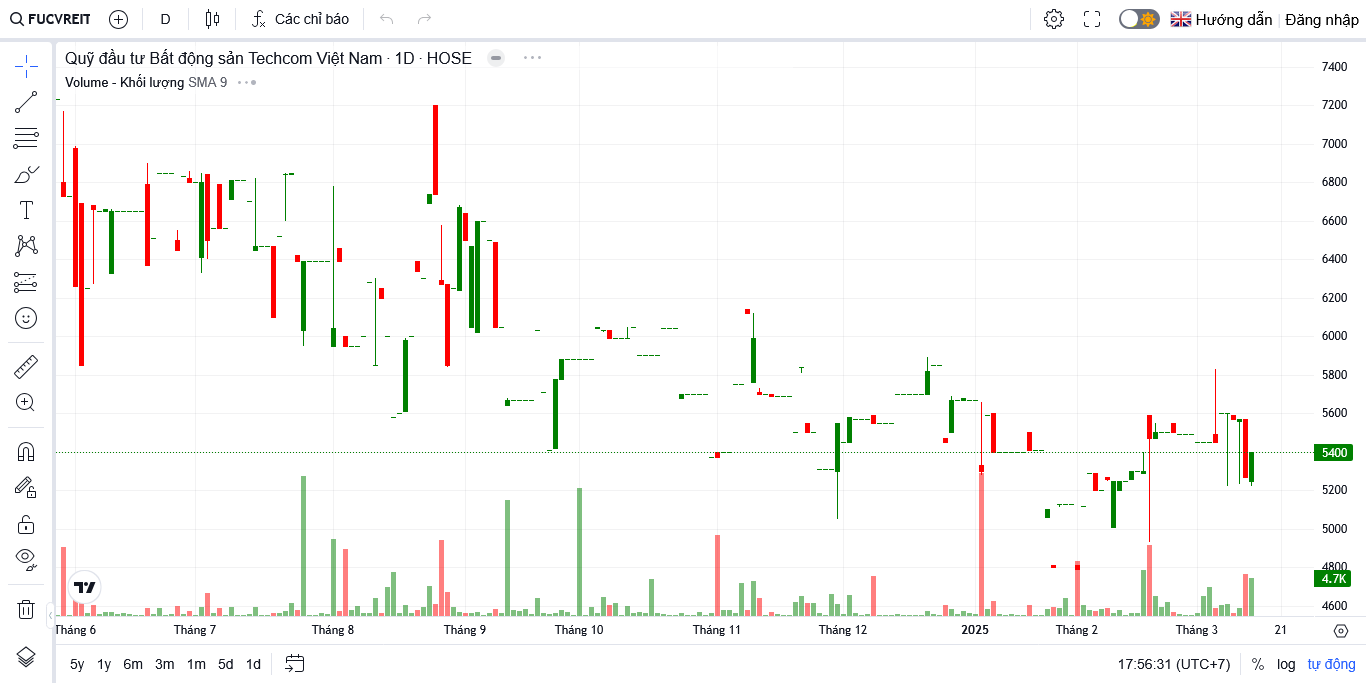 FUCVREIT D Các chỉ báo Hướng dẫn Đăng nhập
Quỹ đầu tư Bất động sản Techcom Việt Nam · 1D · HOSE
Volume - Khối lượng SMA 9
7400
7200
7000
6800
6600
6400
6200
6000
5800
5600
5400
5200
5000
4800
4.7K
4600
Tháng 6 Tháng 7 Tháng 8 Tháng 9 Tháng 10 Tháng 11 Tháng 12 2025 Tháng 2 Tháng 3 21
5y 1y 6m 3m 1m 5d 1d 17:56:31 (UTC+7) % log tự động